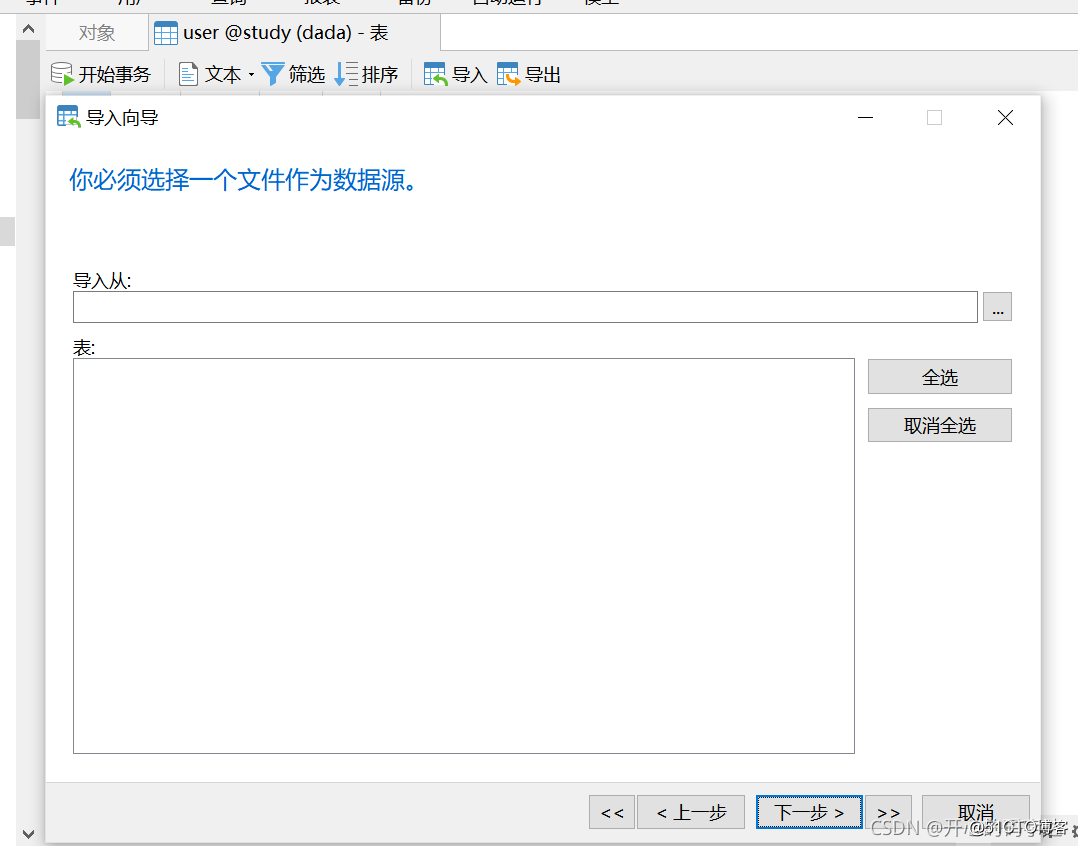 对象
user @study (dada) - 表
开始事务
文本
筛选
排序
导入
导出
导入向导
你必须选择一个文件作为数据源。
导入从:
...
表:
全选
取消全选
<<
< 上一步
下一步 >
>>
取消
CSDN @开
@51CTO博客